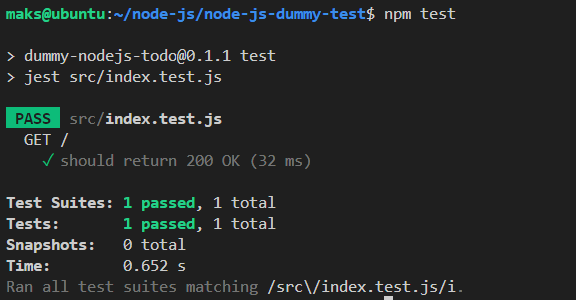 maks@ubuntu:~/node-js/node-js-dummy-test$ npm test
> dummy-nodejs-todo@0.1.1 test
> jest src/index.test.js
PASS src/index.test.js
GET /
✓ should return 200 OK (32 ms)
Test Suites: 1 passed, 1 total
Tests: 1 passed, 1 total
Snapshots: 0 total
Time: 0.652 s
Ran all test suites matching /src\/index.test.js/i.